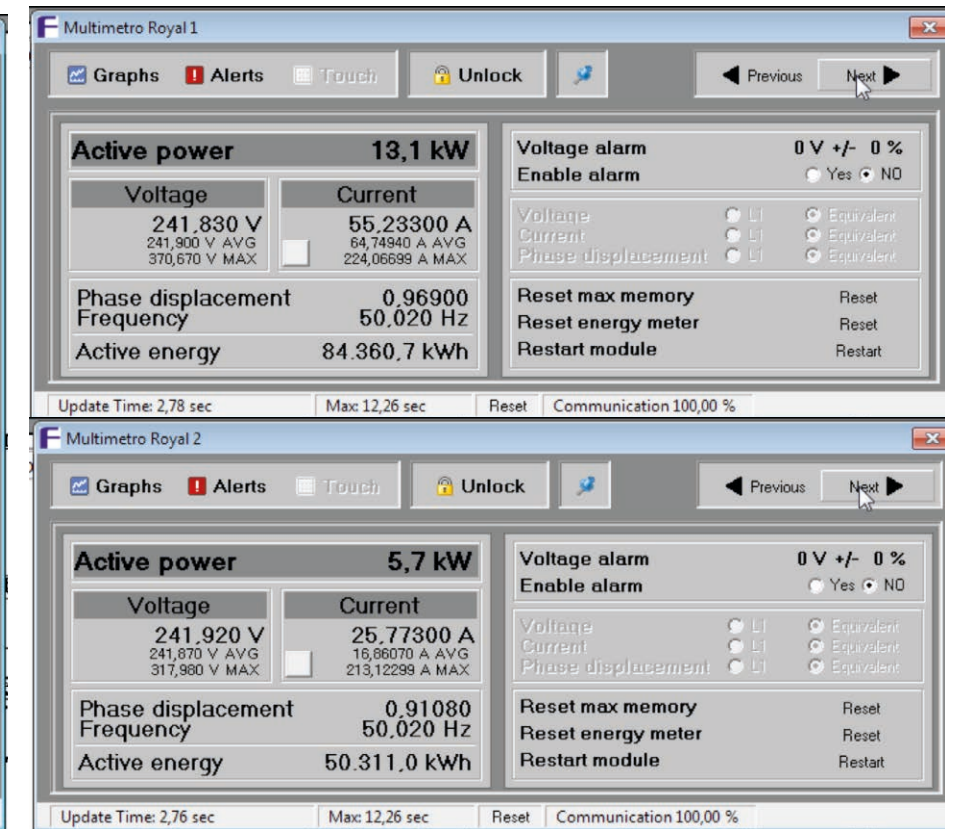 Multimetro Royal 1
Graphs Alerts Touch Unlock Previous Next
Active power 13,1 kW
Voltage Current
241,830 V 55,23300 A
241,900 V AVG 64,74940 A AVG
370,670 V MAX 224,06699 A MAX
Phase displacement 0,96900
Frequency 50,020 Hz
Active energy 84.360,7 kWh
Voltage alarm 0 V +/- 0 %
Enable alarm Yes NO
Voltage L1 Equivalent
Current L1 Equivalent
Phase displacement L1 Equivalent
Reset max memory Reset
Reset energy meter Reset
Restart module Restart
Update Time: 2,78 sec Max: 12,26 sec Reset Communication 100,00 %
Multimetro Royal 2
Graphs Alerts Touch Unlock Previous Next
Active power 5,7 kW
Voltage Current
241,920 V 25,77300 A
241,870 V AVG 16,86070 A AVG
317,980 V MAX 213,12299 A MAX
Phase displacement 0,91080
Frequency 50,020 Hz
Active energy 50.311,0 kWh
Voltage alarm 0 V +/- 0 %
Enable alarm Yes NO
Voltage L1 Equivalent
Current L1 Equivalent
Phase displacement L1 Equivalent
Reset max memory Reset
Reset energy meter Reset
Restart module Restart
Update Time: 2,76 sec Max: 12,26 sec Reset Communication 100,00 %